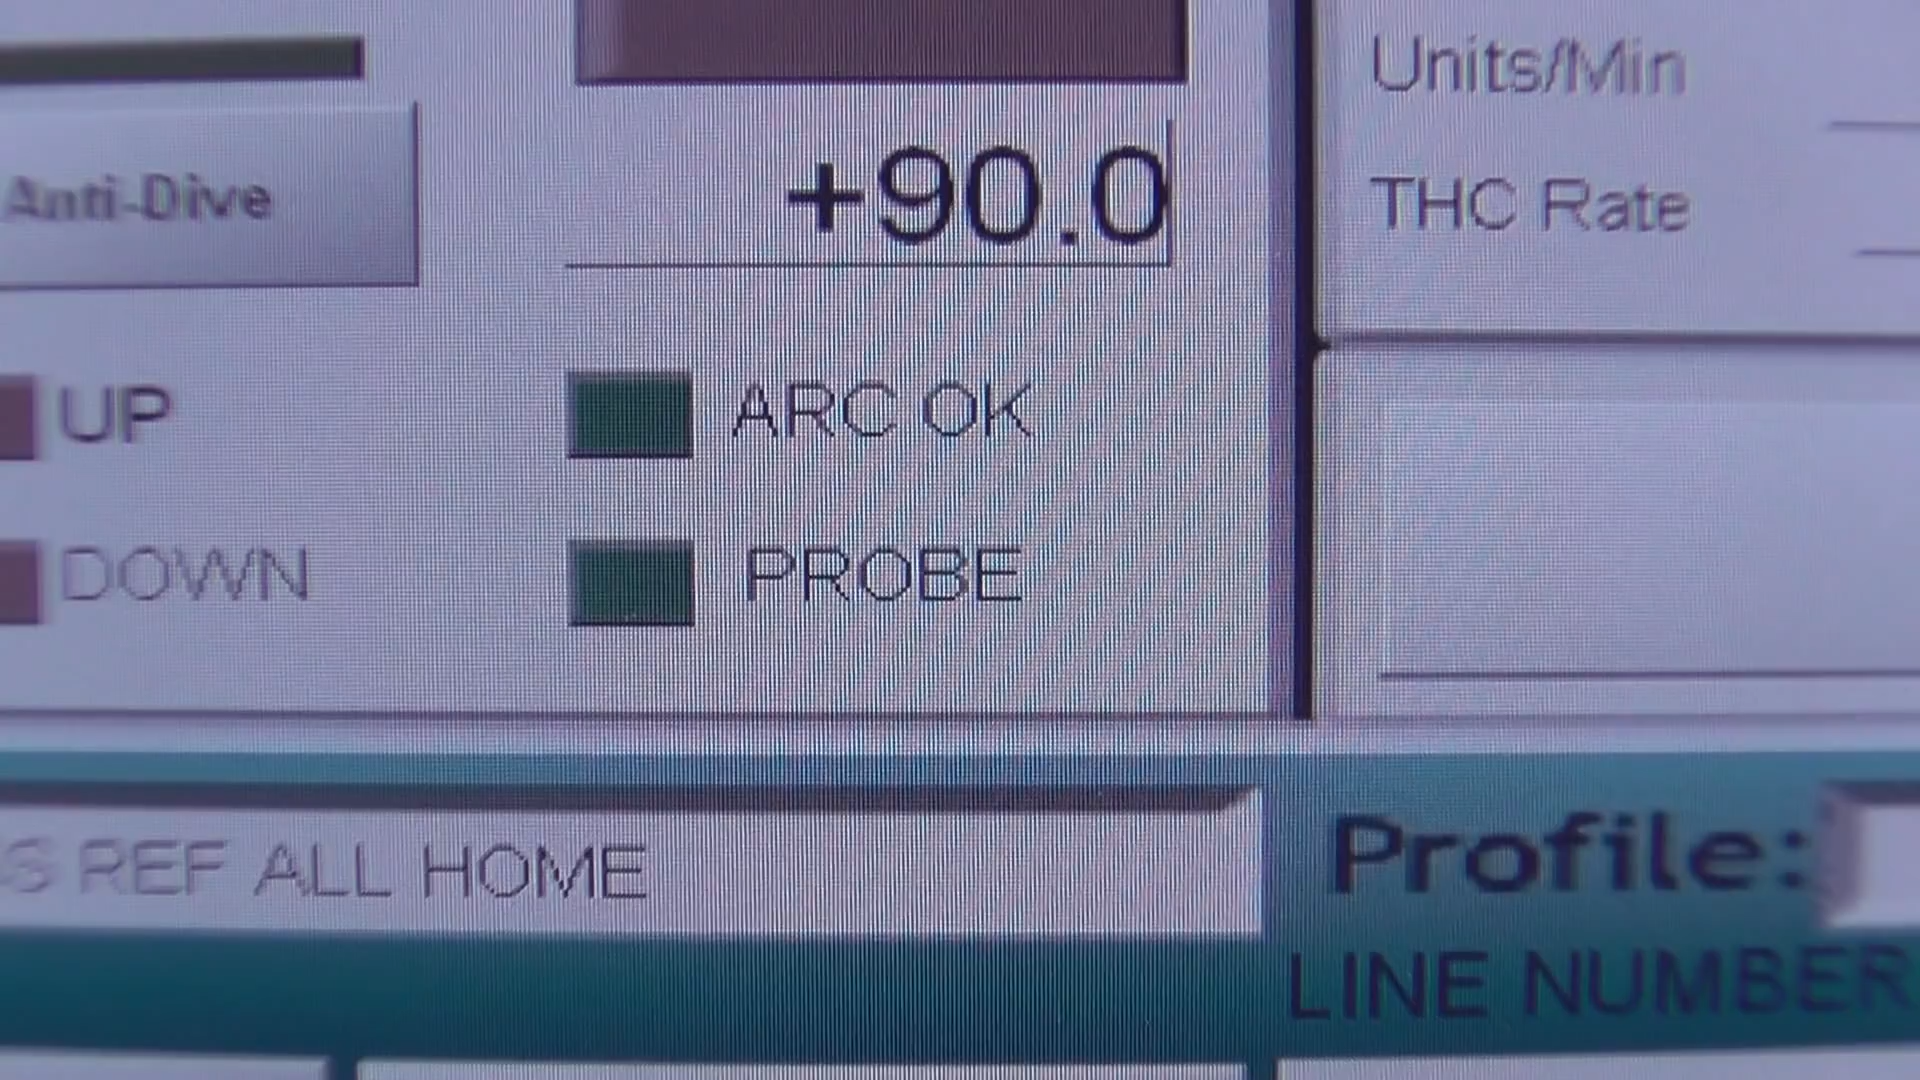 Units/Min
+90.0
Anti-Dive
THC Rate
UP
ARC OK
DOWN
PROBE
REF ALL HOME
Profile:
LINE NUMBER